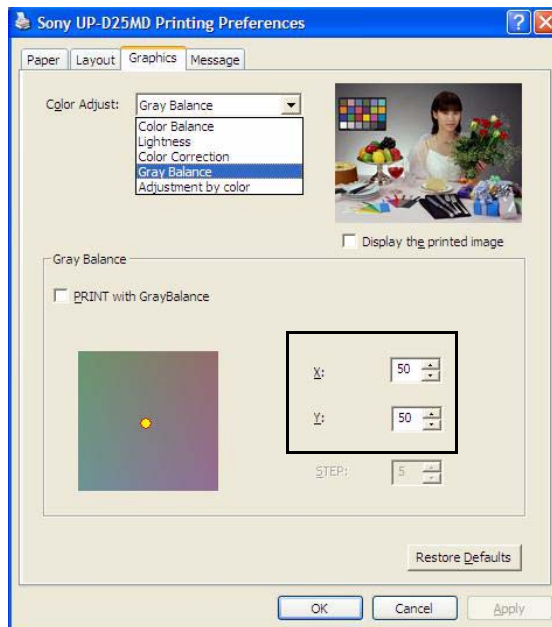 Sony UP-D25MD Printing Preferences
Paper Layout Graphics Message
Color Adjust: Gray Balance
Color Balance
Lightness
Color Correction
Gray Balance
Adjustment by color
Display the printed image
Gray Balance
PRINT with GrayBalance
X: 50
Y: 50
STEP: 5
Restore Defaults
OK Cancel Apply